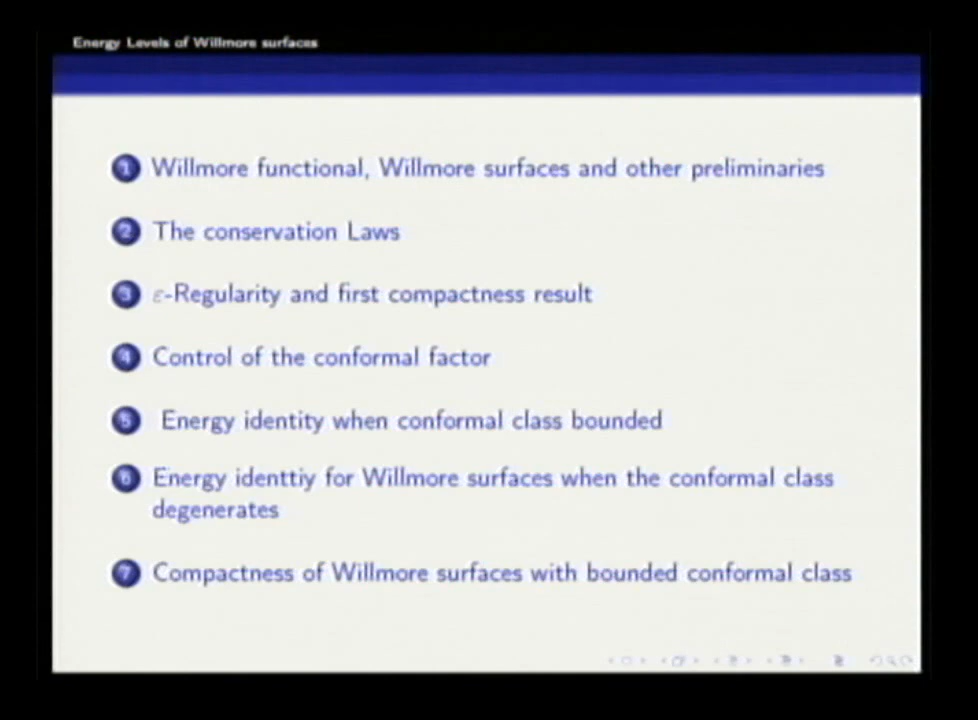 Energy Levels of Willmore surfaces
1 Willmore functional, Willmore surfaces and other preliminaries
2 The conservation Laws
3 ε-Regularity and first compactness result
4 Control of the conformal factor
5 Energy identity when conformal class bounded
6 Energy identtiy for Willmore surfaces when the conformal class
degenerates
7 Compactness of Willmore surfaces with bounded conformal class